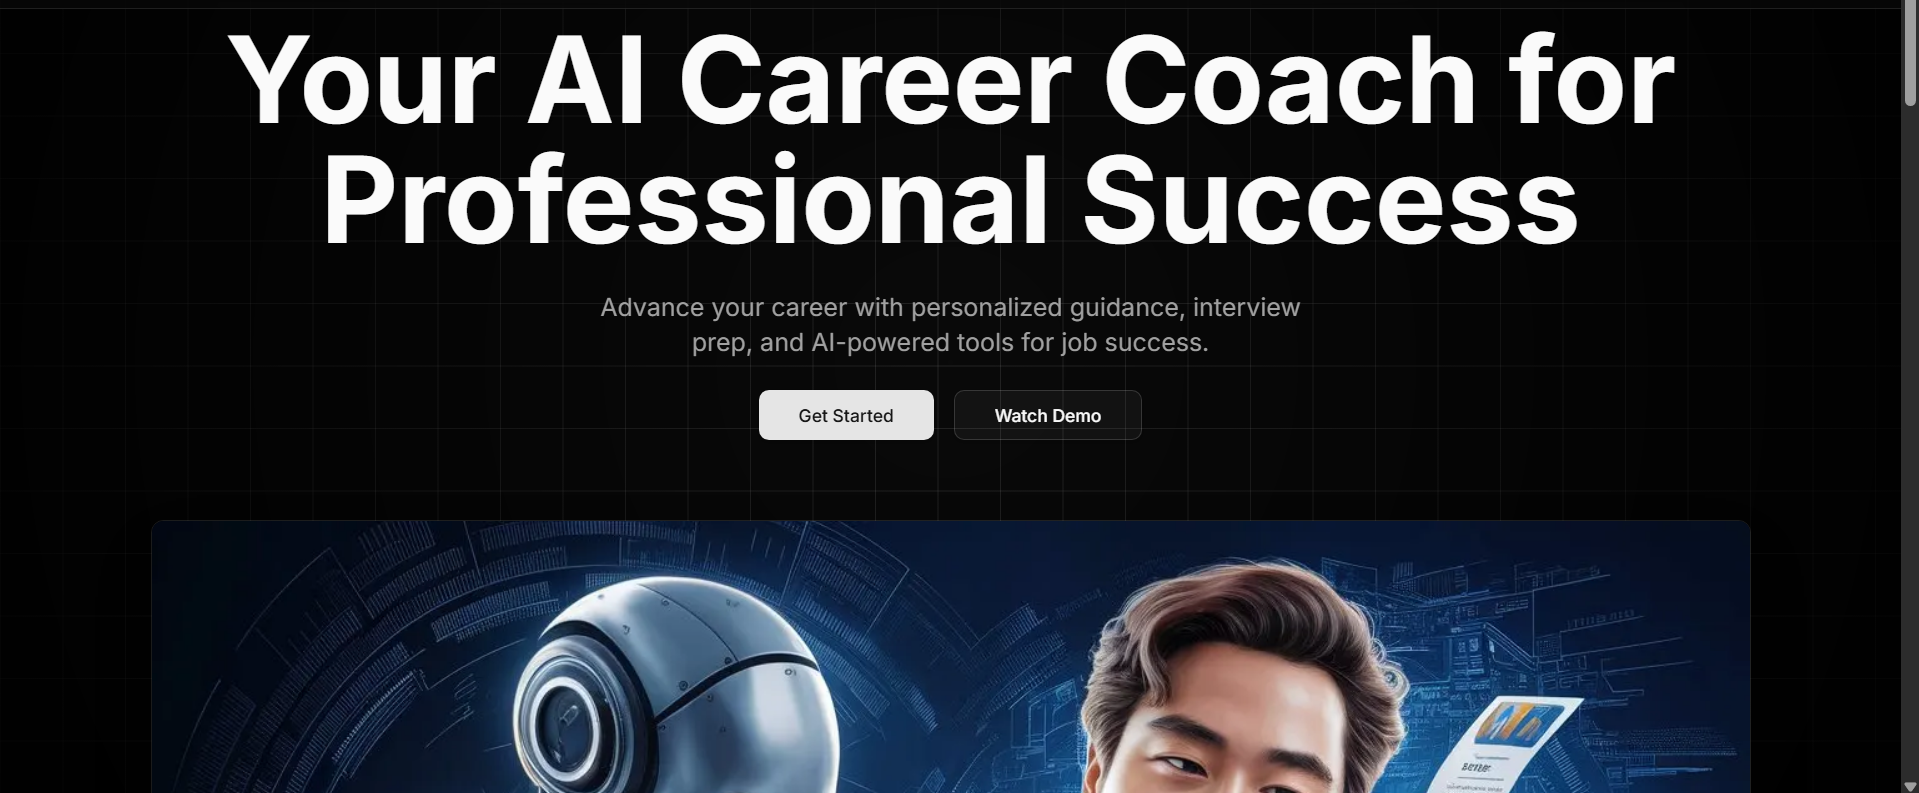 Your AI Career Coach for
Professional Success
Advance your career with personalized guidance, interview
prep, and AI-powered tools for job success.
Get Started
Watch Demo